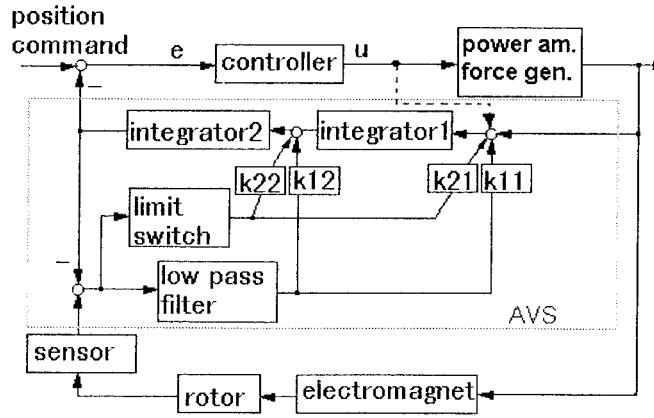 position
command
e
controller
u
power am.
force gen.
integrator2
integrator1
k22
k12
k21
k11
limit
switch
low pass
filter
AVS
sensor
rotor
electromagnet